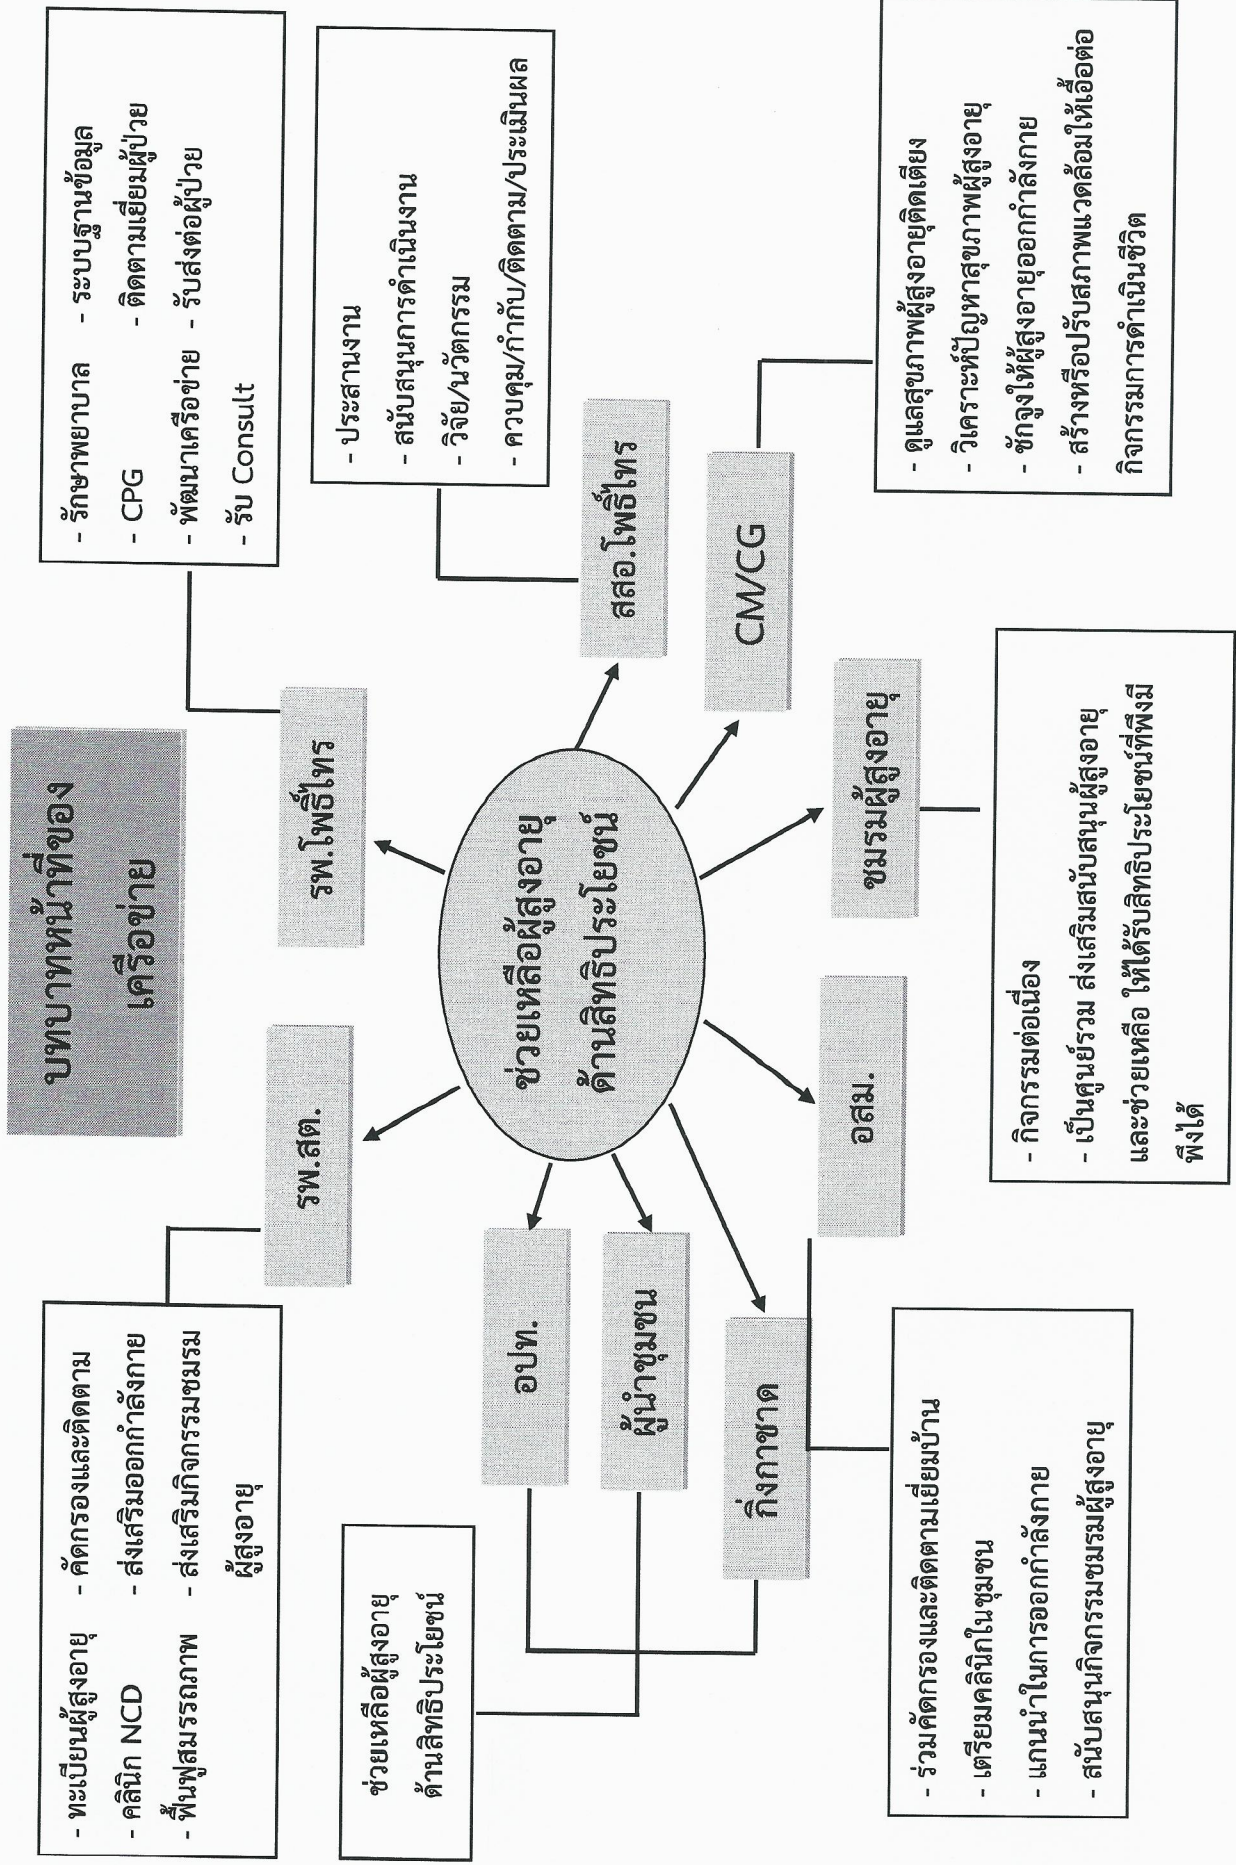 บทบาทหน้าที่ของ
เครือข่าย
- ทะเบียนผู้สูงอายุ - คัดกรองและติดตาม
- คลินิก NCD - ส่งเสริมออกกำลังกาย
- ฟื้นฟูสมรรถภาพ - ส่งเสริมกิจกรรมชมรม
ผู้สูงอายุ
- รักษาพยาบาล - ระบบฐานข้อมูล
- CPG - ติดตามเยี่ยมผู้ป่วย
- พัฒนาเครือข่าย - รับส่งต่อผู้ป่วย
- รับ Consult
รพ.สต.
รพ.โพธิ์ไทร
- ประสานงาน
- สนับสนุนการดำเนินงาน
- วิจัย/นวัตกรรม
- ควบคุม/กำกับ/ติดตาม/ประเมินผล
ช่วยเหลือผู้สูงอายุ
ด้านสิทธิประโยชน์
อปท.
ช่วยเหลือผู้สูงอายุ
ด้านสิทธิประโยชน์
สสอ.โพธิ์ไทร
ผู้นำชุมชน
CM/CG
กิ่งกาชาด
อสม.
ชมรมผู้สูงอายุ
- ดูแลสุขภาพผู้สูงอายุติดเตียง
- วิเคราะห์ปัญหาสุขภาพผู้สูงอายุ
- ชักจูงให้ผู้สูงอายุออกกำลังกาย
- สร้างหรือปรับสภาพแวดล้อมให้เอื้อต่อ
กิจกรรมการดำเนินชีวิต
- ร่วมคัดกรองและติดตามเยี่ยมบ้าน
- เตรียมคลินิกในชุมชน
- แกนนำในการออกกำลังกาย
- สนับสนุนกิจกรรมชมรมผู้สูงอายุ
- กิจกรรมต่อเนื่อง
- เป็นศูนย์รวม ส่งเสริมสนับสนุนผู้สูงอายุ
และช่วยเหลือ ให้ได้รับสิทธิประโยชน์ที่พึงมี
พึงได้